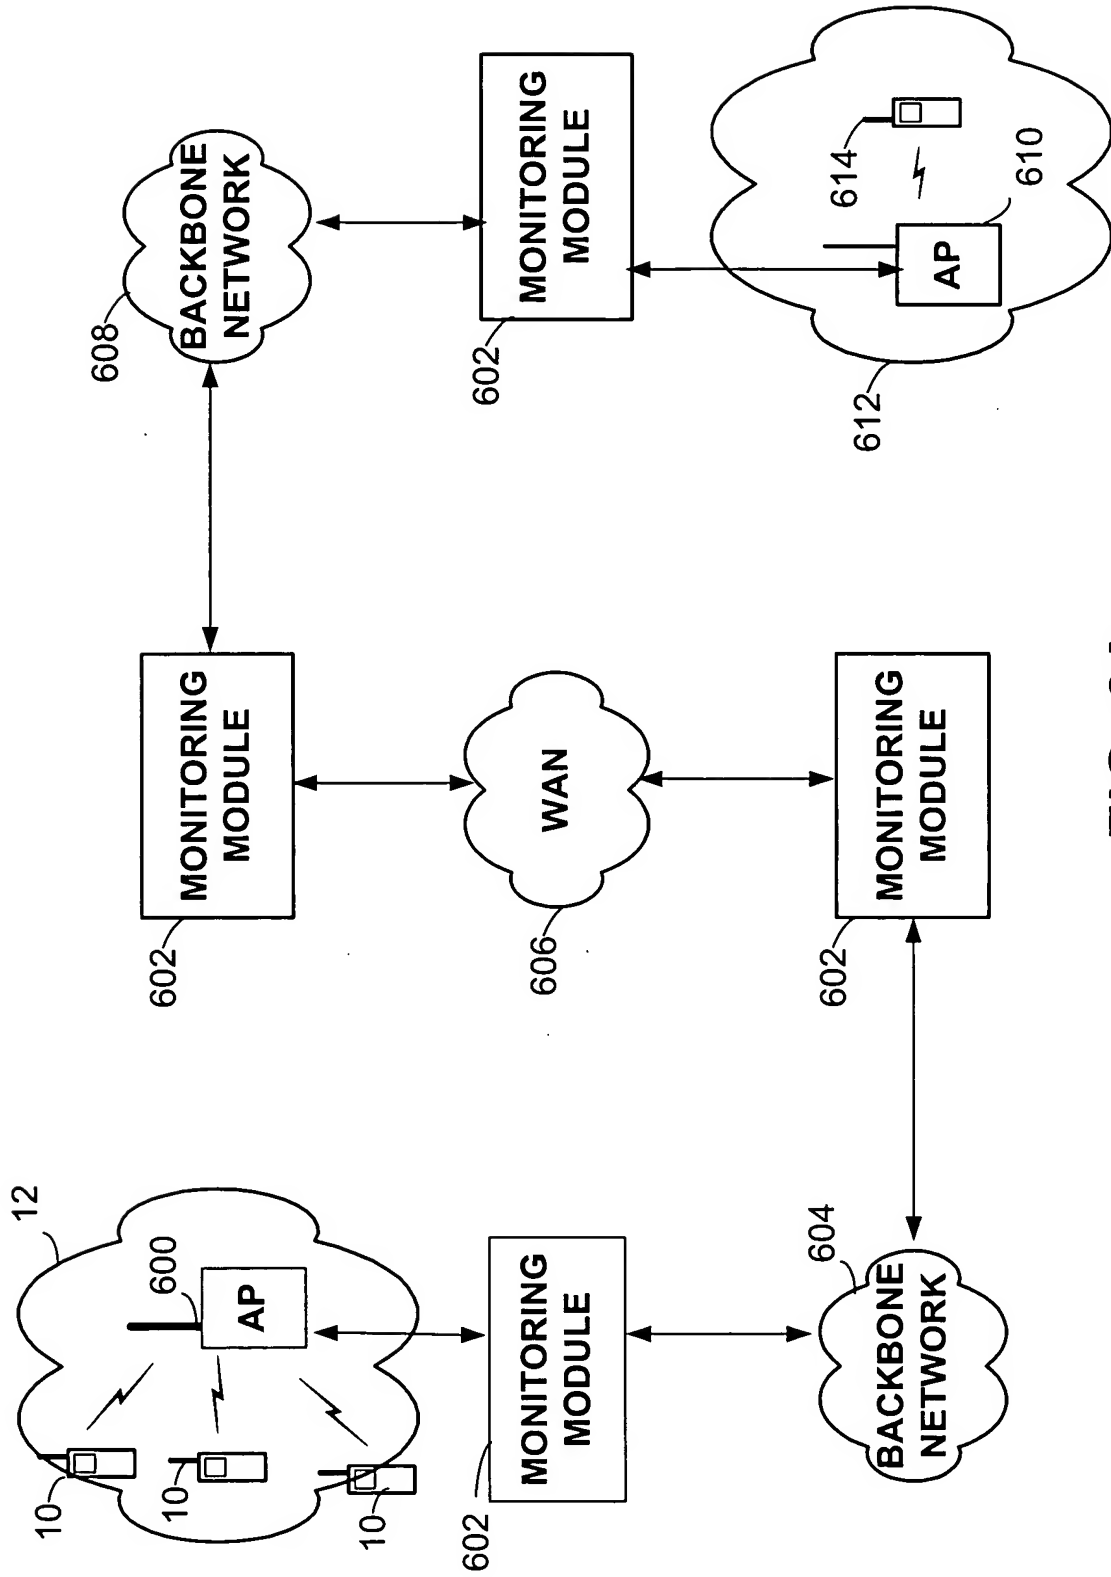 12
600
10
10
10
AP
602
MONITORING
MODULE
604
BACKBONE
NETWORK
602
MONITORING
MODULE
606
WAN
602
MONITORING
MODULE
608
BACKBONE
NETWORK
602
MONITORING
MODULE
612
614
610
AP